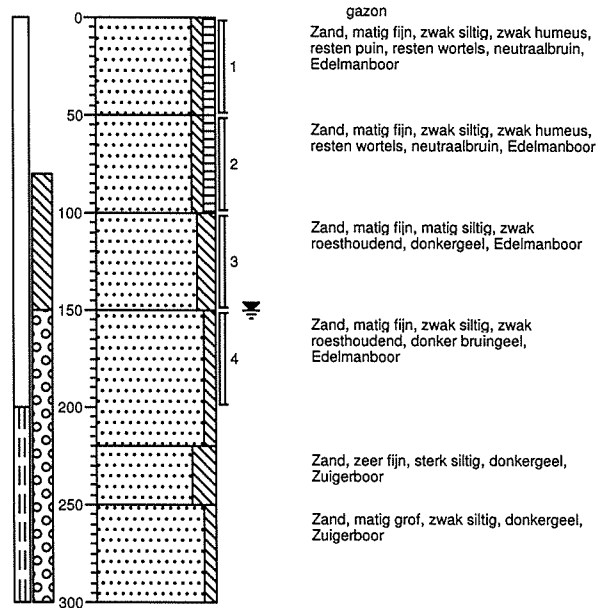 gazon
0
Zand, matig fijn, zwak siltig, zwak humeus,
resten puin, resten wortels, neutraalbruin,
Edelmanboor
1
50
Zand, matig fijn, zwak siltig, zwak humeus,
resten wortels, neutraalbruin, Edelmanboor
2
100
Zand, matig fijn, matig siltig, zwak
roesthoudend, donkergeel, Edelmanboor
3
150
Zand, matig fijn, zwak siltig, zwak
roesthoudend, donker bruingeel,
Edelmanboor
4
200
Zand, zeer fijn, sterk siltig, donkergeel,
Zuigerboor
250
Zand, matig grof, zwak siltig, donkergeel,
Zuigerboor
300